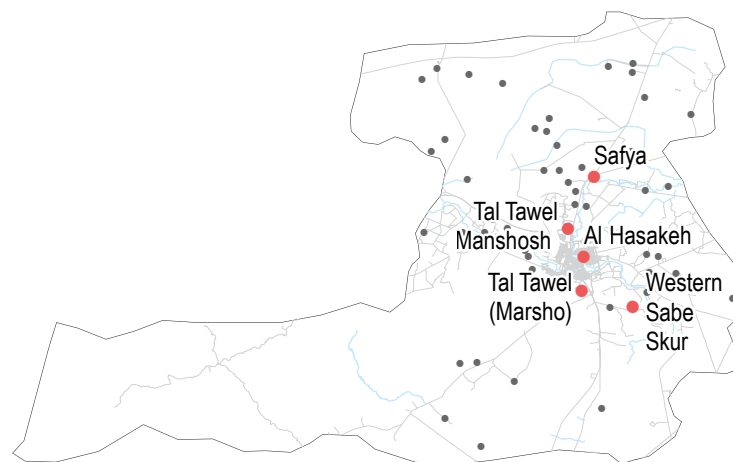 Safya
Tal Tawel
Manshosh
Al Hasakeh
Tal Tawel
(Marsho)
Western
Sabe
Skur